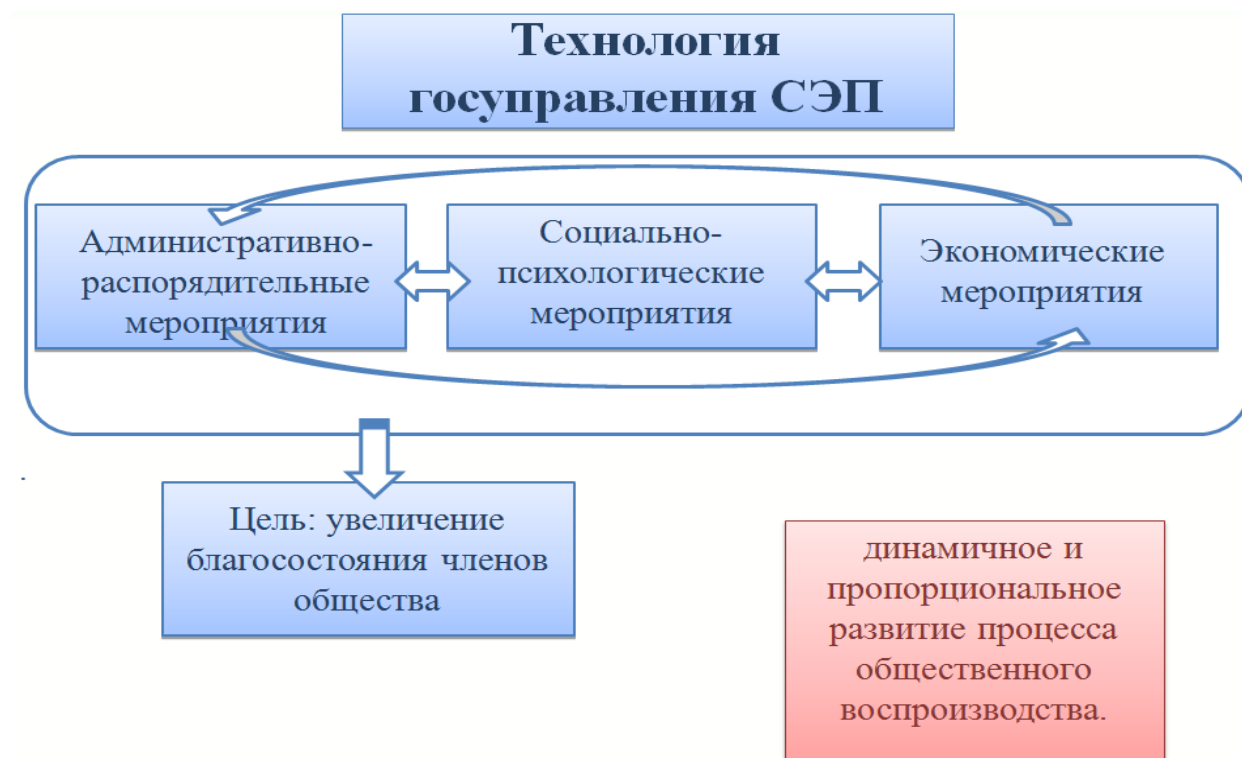 Технология
госуправления СЭП
Административно-
распорядительные
мероприятия
Социально-
психологические
мероприятия
Экономические
мероприятия
Цель: увеличение
благосостояния членов
общества
динамичное и
пропорциональное
развитие процесса
общественного
воспроизводства.